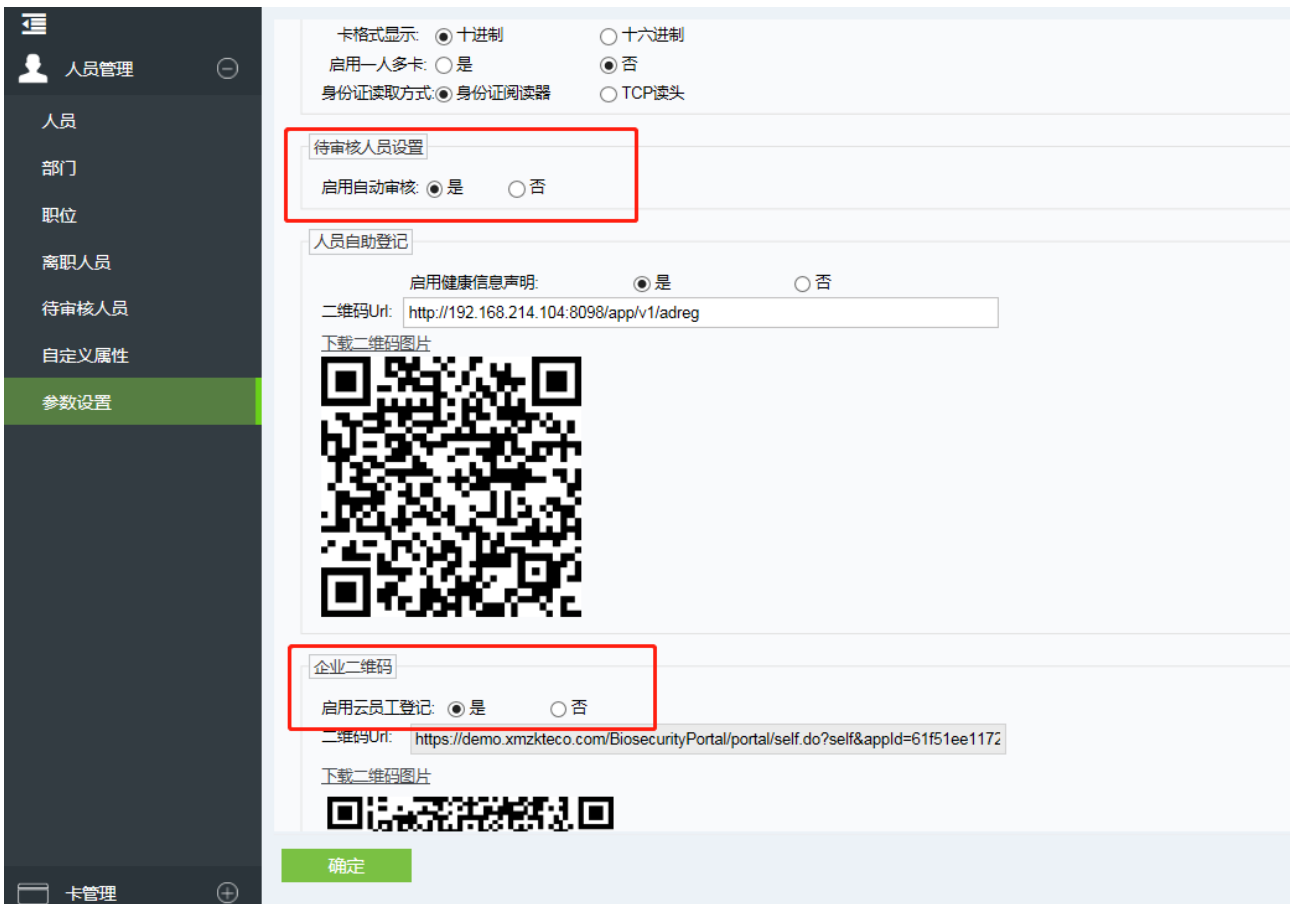 人员管理
人员
部门
职位
离职人员
待审核人员
自定义属性
参数设置
卡管理
卡格式显示: 十进制 十六进制
启用一人多卡: 是 否
身份证读取方式: 身份证阅读器 TCP读头
待审核人员设置
启用自动审核: 是 否
人员自助登记
启用健康信息声明: 是 否
二维码Url: http://192.168.214.104:8098/app/v1/adreg
下载二维码图片
企业二维码
启用云员工登记: 是 否
二维码Url: https://demo.xmzkteco.com/BiosecurityPortal/portal/self.do?self&appId=61f51ee1172
下载二维码图片
确定